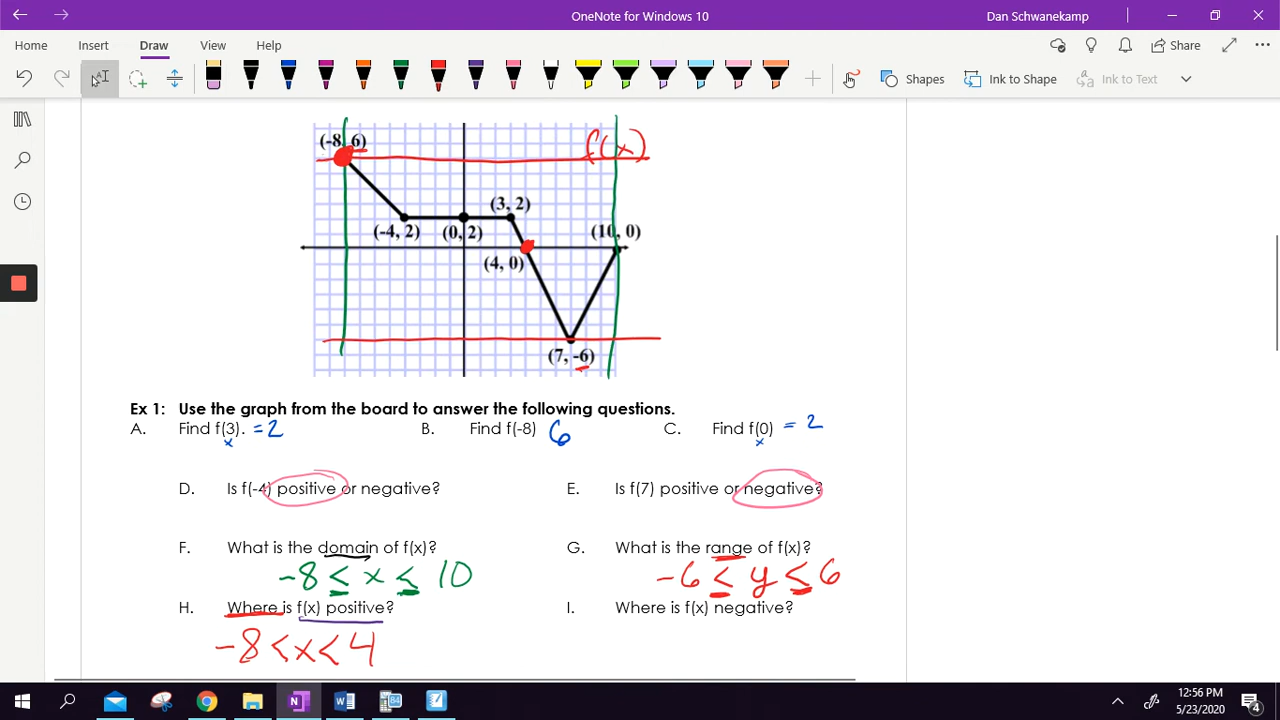 OneNote for Windows 10
Dan Schwanekamp
Home Insert Draw View Help
Share
Shapes Ink to Shape Ink to Text
(-8, 6)
f(x)
(3, 2)
(-4, 2) (0, 2) (10, 0)
(4, 0)
(7, -6)
Ex 1: Use the graph from the board to answer the following questions.
A. Find f(3). = 2 B. Find f(-8) 6 C. Find f(0) = 2
x x
D. Is f(-4) positive or negative? E. Is f(7) positive or negative?
F. What is the domain of f(x)? G. What is the range of f(x)?
-8 ≤ x ≤ 10 -6 ≤ y ≤ 6
H. Where is f(x) positive? I. Where is f(x) negative?
-8 < x < 4
12:56 PM
5/23/2020
4